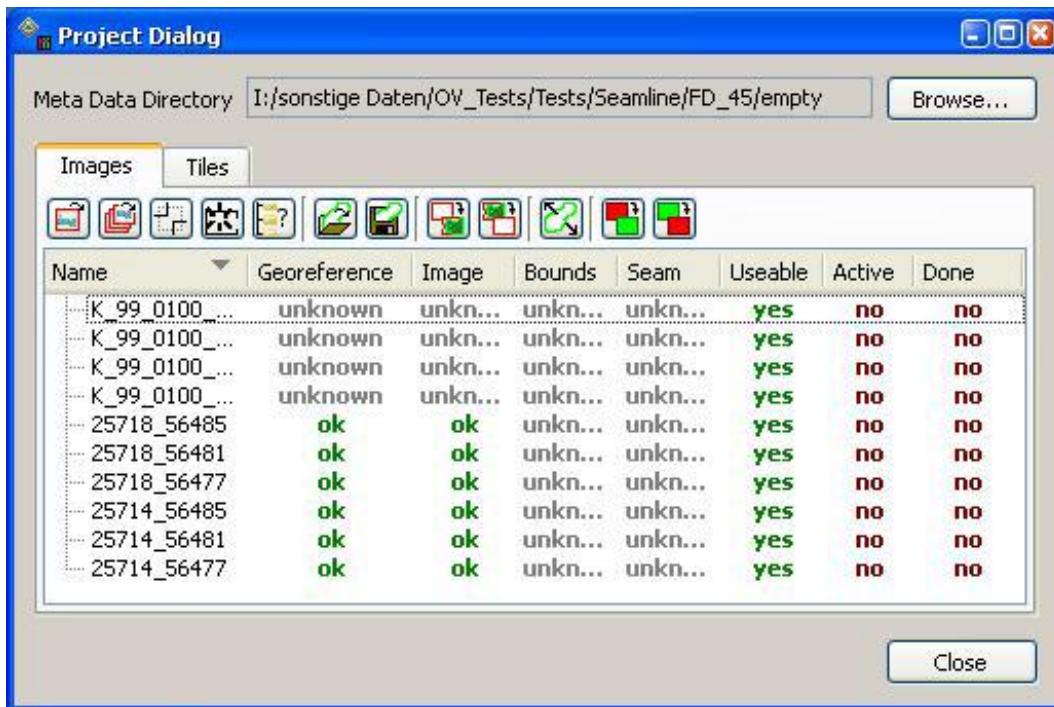 Project Dialog
Meta Data Directory I:/sonstige Daten/OV_Tests/Tests/Seamline/FD_45/empty Browse...
Images Tiles
Name Georeference Image Bounds Seam Useable Active Done
K_99_0100_... unknown unkn... unkn... unkn... yes no no
K_99_0100_... unknown unkn... unkn... unkn... yes no no
K_99_0100_... unknown unkn... unkn... unkn... yes no no
K_99_0100_... unknown unkn... unkn... unkn... yes no no
25718_56485 ok ok unkn... unkn... yes no no
25718_56481 ok ok unkn... unkn... yes no no
25718_56477 ok ok unkn... unkn... yes no no
25714_56485 ok ok unkn... unkn... yes no no
25714_56481 ok ok unkn... unkn... yes no no
25714_56477 ok ok unkn... unkn... yes no no
Close